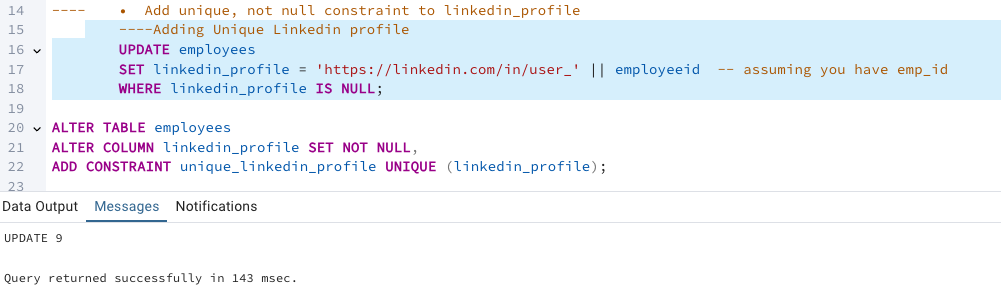 14 ---- • Add unique, not null constraint to linkedin_profile
15 ----Adding Unique Linkedin profile
16 UPDATE employees
17 SET linkedin_profile = 'https://linkedin.com/in/user_' || employeeid -- assuming you have emp_id
18 WHERE linkedin_profile IS NULL;
19
20 ALTER TABLE employees
21 ALTER COLUMN linkedin_profile SET NOT NULL,
22 ADD CONSTRAINT unique_linkedin_profile UNIQUE (linkedin_profile);
23
Data Output Messages Notifications
UPDATE 9
Query returned successfully in 143 msec.